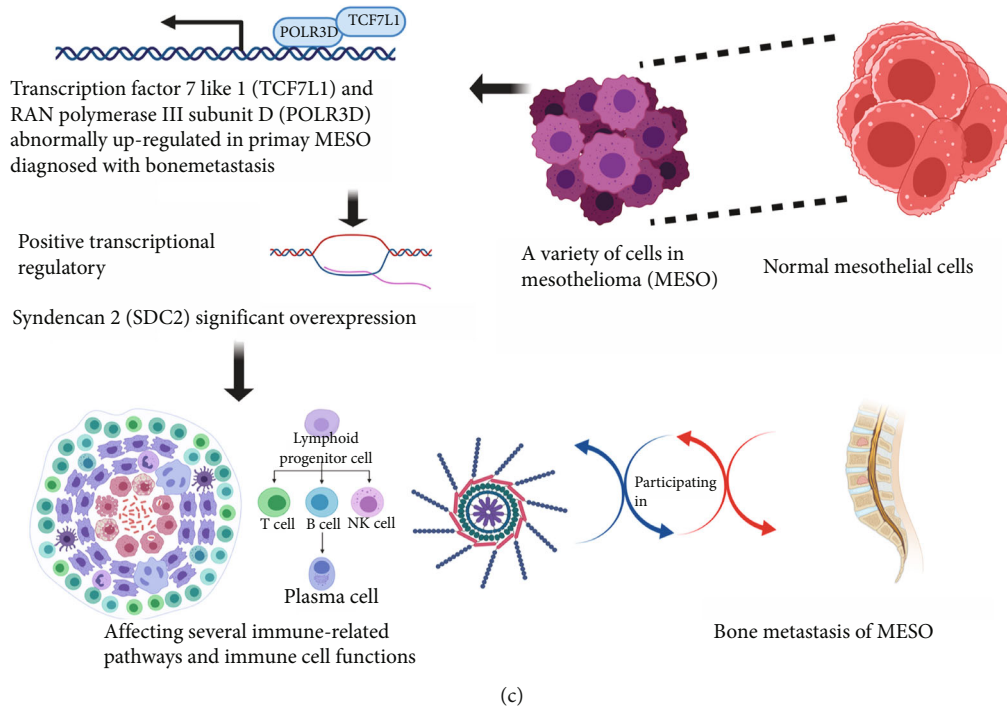 POLR3D
TCF7L1
Transcription factor 7 like 1 (TCF7L1) and
RAN polymerize III subunit D (POLR3D)
abnormally up-regulated in primay MESO
diagnosed with bonemetastasis
A variety of cells in
mesothelioma (MESO)
Normal mesothelial cells
Positive transcriptional
regulatory
Syndencan 2 (SDC2) significant overexpression
Lymphoid
progenitor cell
T cell
B cell
NK cell
Plasma cell
Affecting several immune-related
pathways and immune cell functions
Participating
in
Bone metastasis of MESO
(c)